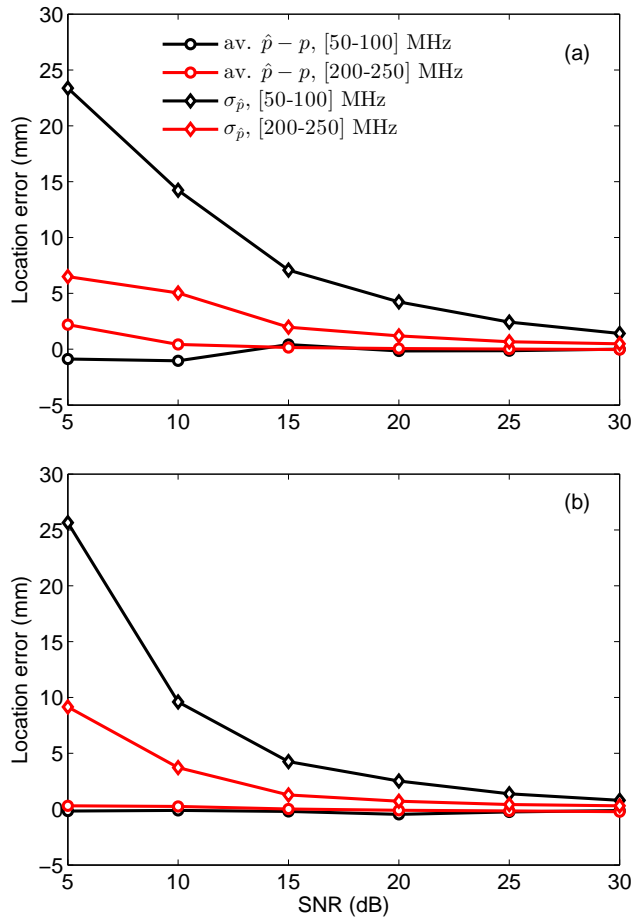 30
25
20
15
10
5
0
−5
Location error (mm)
av. p̂ − p, [50-100] MHz
av. p̂ − p, [200-250] MHz
σp̂, [50-100] MHz
σp̂, [200-250] MHz
(a)
5 10 15 20 25 30
30
25
20
15
10
5
0
−5
Location error (mm)
(b)
5 10 15 20 25 30
SNR (dB)